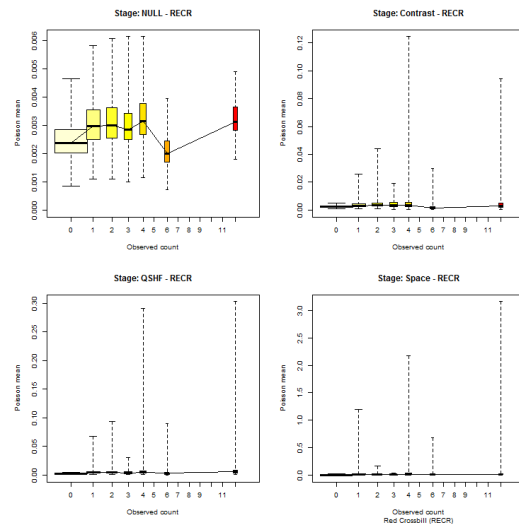 Stage: NULL - RECR
Stage: Contrast - RECR
Poisson mean
0.000 0.001 0.002 0.003 0.004 0.005 0.006
0 1 2 3 4 5 6 7 8 9 11
Observed count
Poisson mean
0.00 0.02 0.04 0.06 0.08 0.10 0.12
0 1 2 3 4 5 6 7 8 9 11
Observed count
Stage: QSHF - RECR
Stage: Space - RECR
Poisson mean
0.00 0.05 0.10 0.15 0.20 0.25 0.30
0 1 2 3 4 5 6 7 8 9 11
Observed count
Poisson mean
0.0 0.5 1.0 1.5 2.0 2.5 3.0
0 1 2 3 4 5 6 7 8 9 11
Observed count
Red Crossbill (RECR)